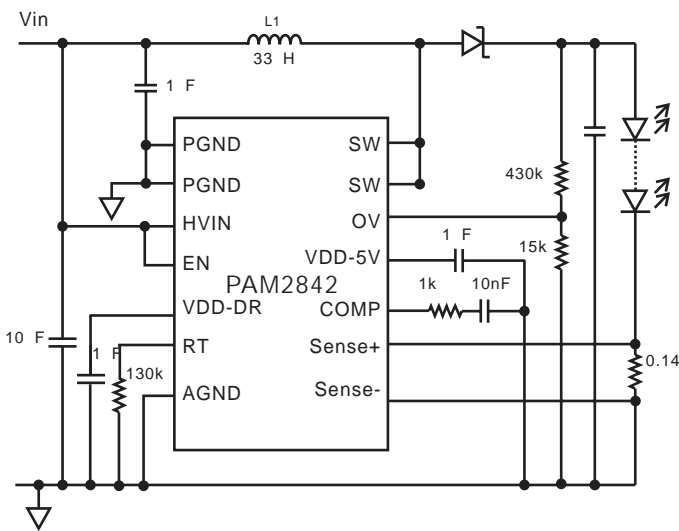 Vin
L1
33 H
1 F
PGND
SW
PGND
SW
430k
HVIN
OV
1 F
15k
EN
VDD-5V
PAM2842
1k
10nF
VDD-DR
COMP
10 F
1 F
RT
Sense+
130k
0.14
AGND
Sense-